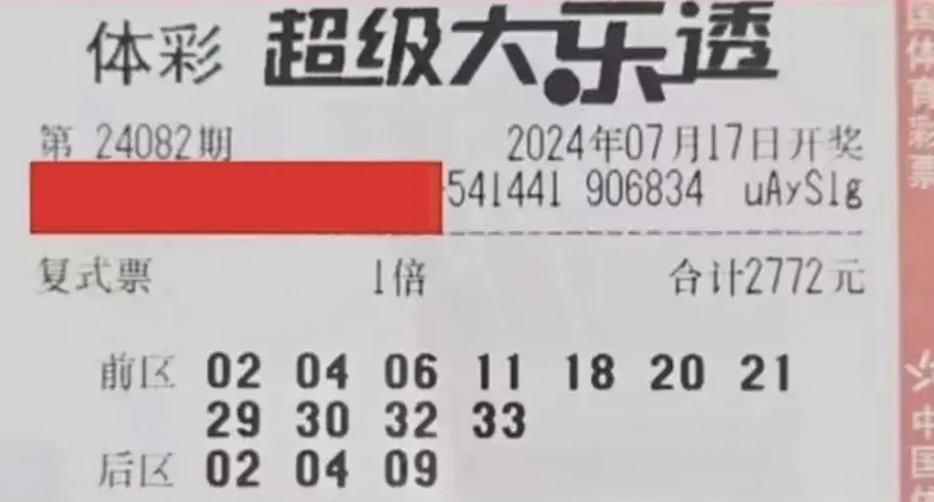 体彩 超级大乐透
第 24082期 2024年07月17日开奖
541441 906834 uAySlg
复式票 1倍 合计2772元
前区 02 04 06 11 18 20 21
29 30 32 33
后区 02 04 09
国体育彩票
中国体